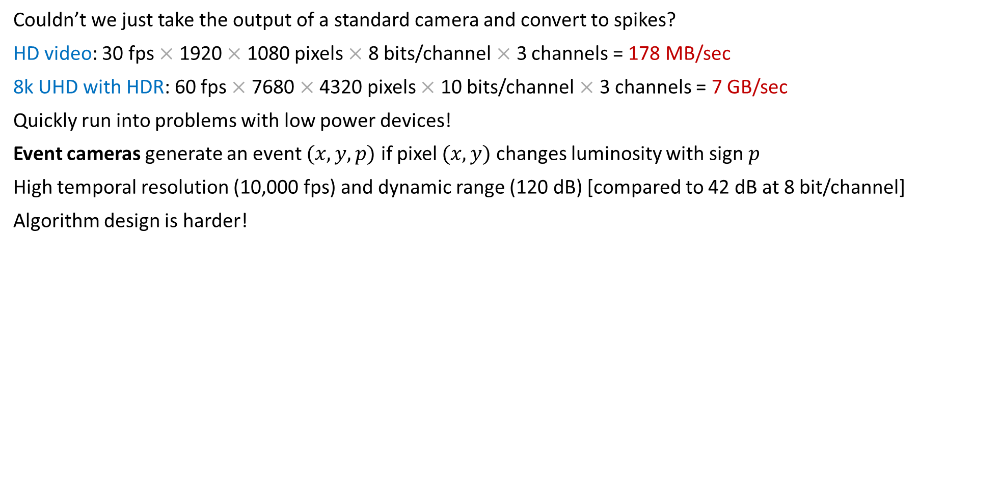 Couldn’t we just take the output of a standard camera and convert to spikes?
HD video: 30 fps × 1920 × 1080 pixels × 8 bits/channel × 3 channels = 178 MB/sec
8k UHD with HDR: 60 fps × 7680 × 4320 pixels × 10 bits/channel × 3 channels = 7 GB/sec
Quickly run into problems with low power devices!
Event cameras generate an event (x, y, p) if pixel (x, y) changes luminosity with sign p
High temporal resolution (10,000 fps) and dynamic range (120 dB) [compared to 42 dB at 8 bit/channel]
Algorithm design is harder!